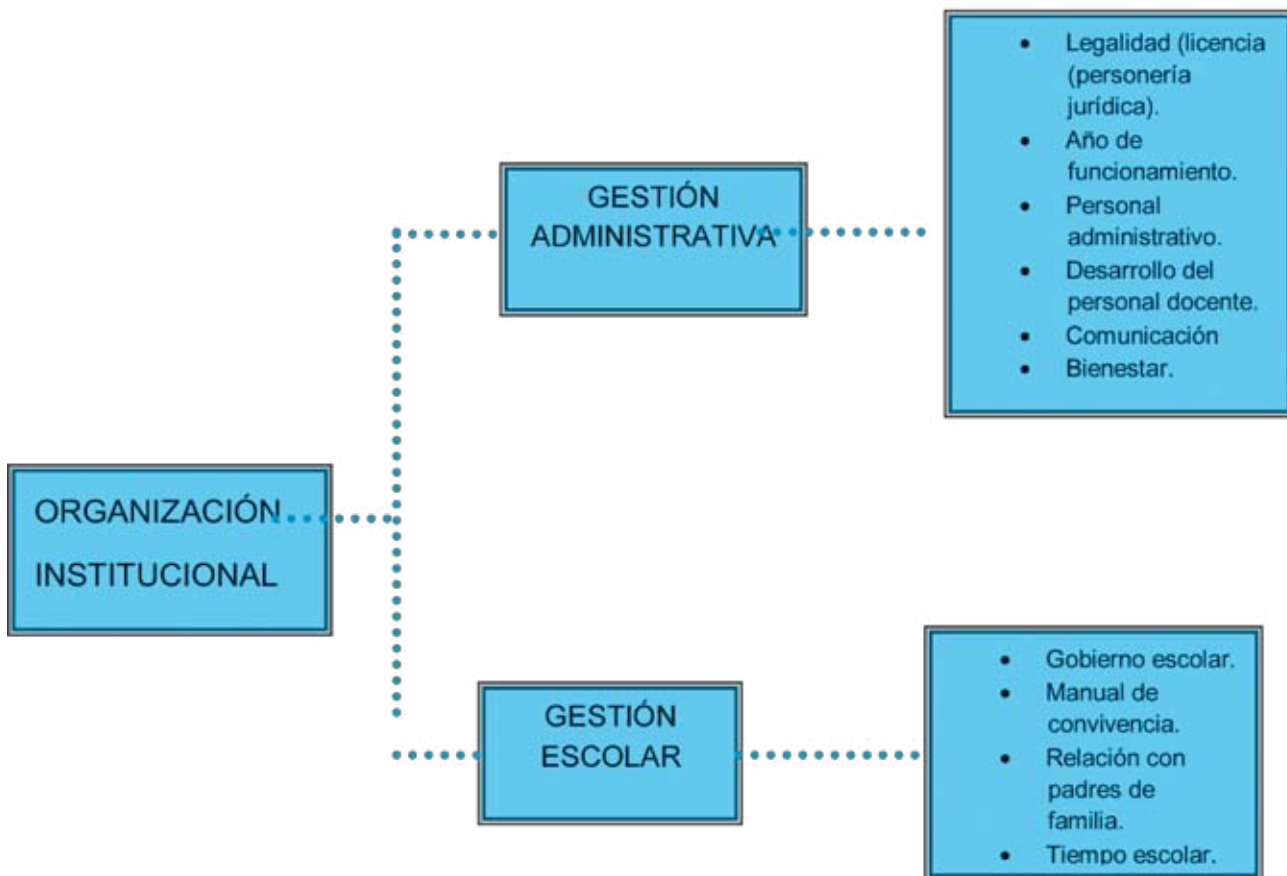 • Legalidad (licencia
(personería
jurídica).
• Año de
funcionamiento.
• Personal
administrativo.
• Desarrollo del
personal docente.
• Comunicación
• Bienestar.
GESTIÓN
ADMINISTRATIVA
ORGANIZACIÓN
INSTITUCIONAL
GESTIÓN
ESCOLAR
• Gobierno escolar.
• Manual de
convivencia.
• Relación con
padres de
familia.
• Tiempo escolar.